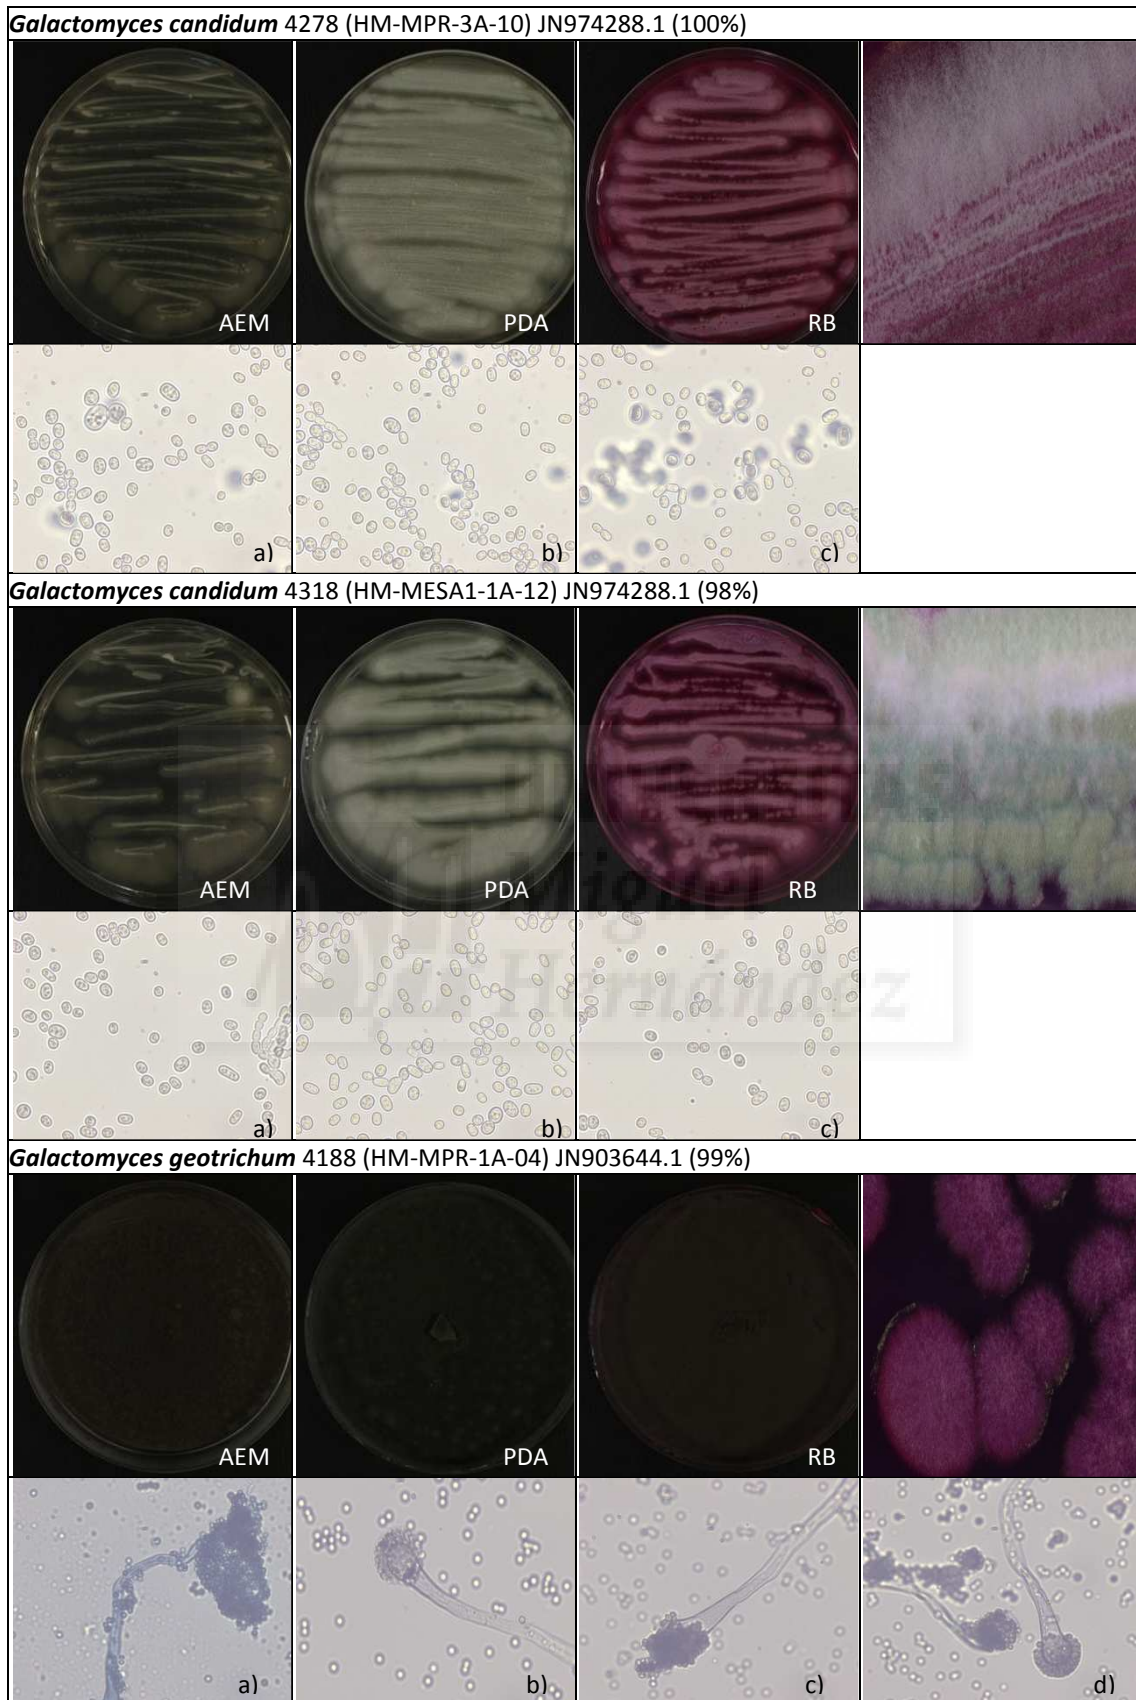 Galactomyces candidum 4278 (HM-MPR-3A-10) JN974288.1 (100%)
AEM PDA RB
a) b) c)
Galactomyces candidum 4318 (HM-MESA1-1A-12) JN974288.1 (98%)
AEM PDA RB
Miguel
Hernández
a) b) c)
Galactomyces geotrichum 4188 (HM-MPR-1A-04) JN903644.1 (99%)
AEM PDA RB
a) b) c) d)